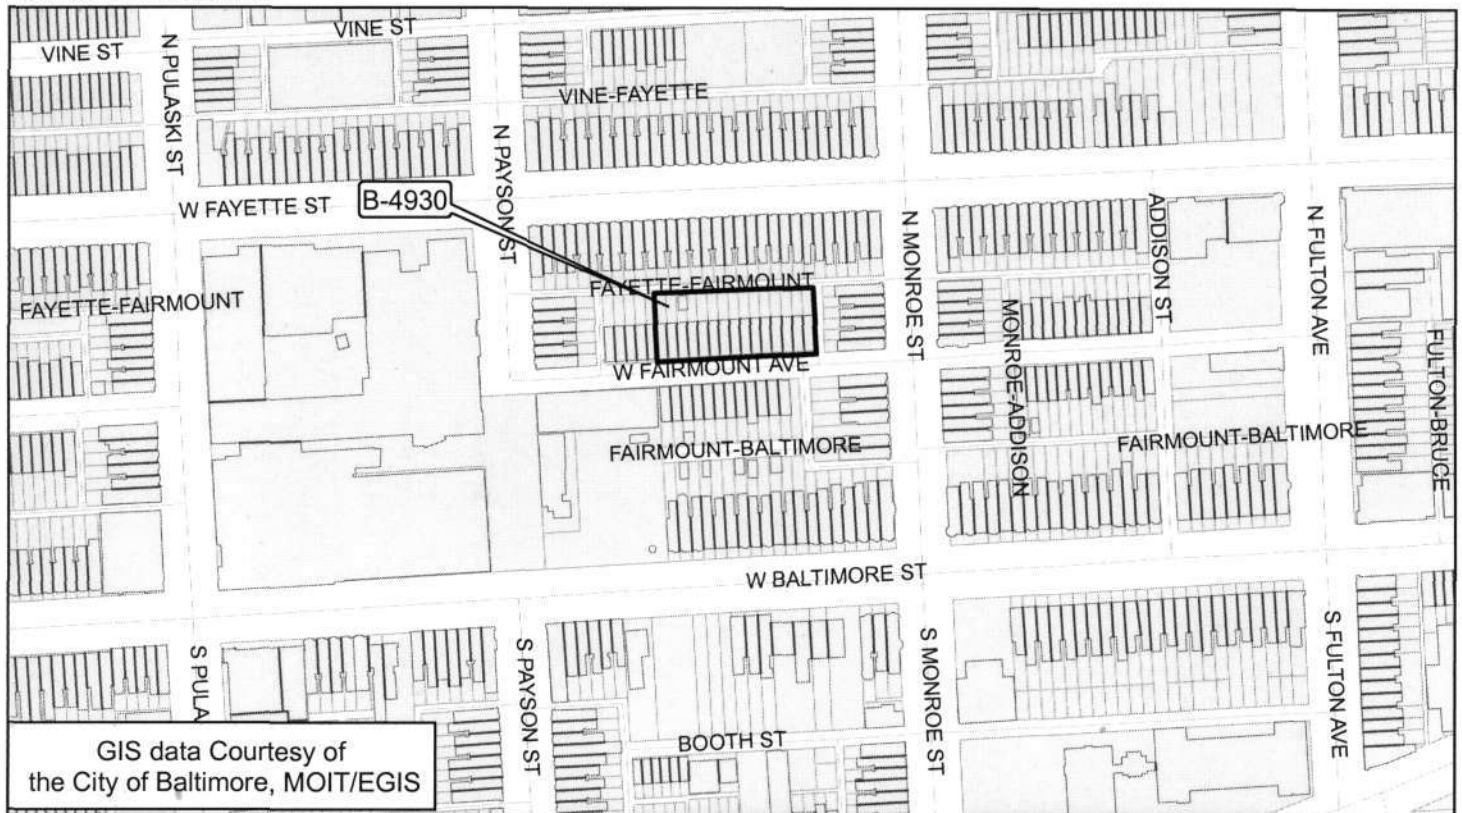 VINE ST
VINE ST
N PULASKI ST
VINE-FAYETTE
N PAYSON ST
W FAYETTE ST
B-4930
N MONROE ST
ADDISON ST
N FULTON AVE
FAYETTE-FAIRMOUNT
FAYETTE-FAIRMOUNT
MONROE-ADDISON
FULTON-BRUCE
W FAIRMOUNT AVE
FAIRMOUNT-BALTIMORE
FAIRMOUNT-BALTIMORE
W BALTIMORE ST
S PULA
S PAYSON ST
S MONROE ST
S FULTON AVE
BOOTH ST
GIS data Courtesy of
the City of Baltimore, MOIT/EGIS